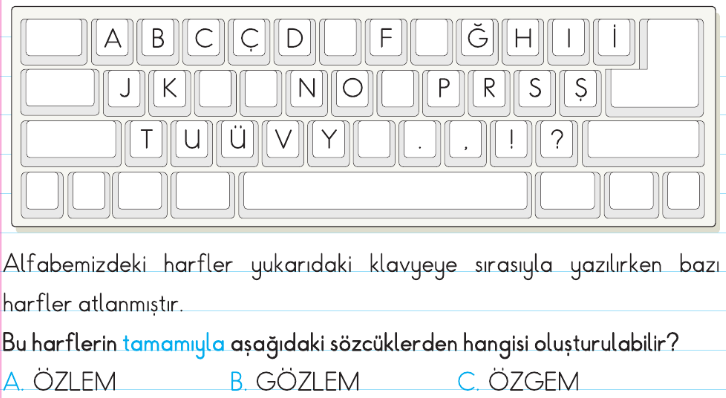 A B C Ç D F Ğ H I İ
J K N O P R S Ş
T U Ü V Y . , ! ?
Alfabemizdeki harfler yukarıdaki klavyeye sırasıyla yazılırken bazı
harfler atlanmıştır.
Bu harflerin tamamıyla aşağıdaki sözcüklerden hangisi oluşturulabilir?
A. ÖZLEM B. GÖZLEM C. ÖZGEM